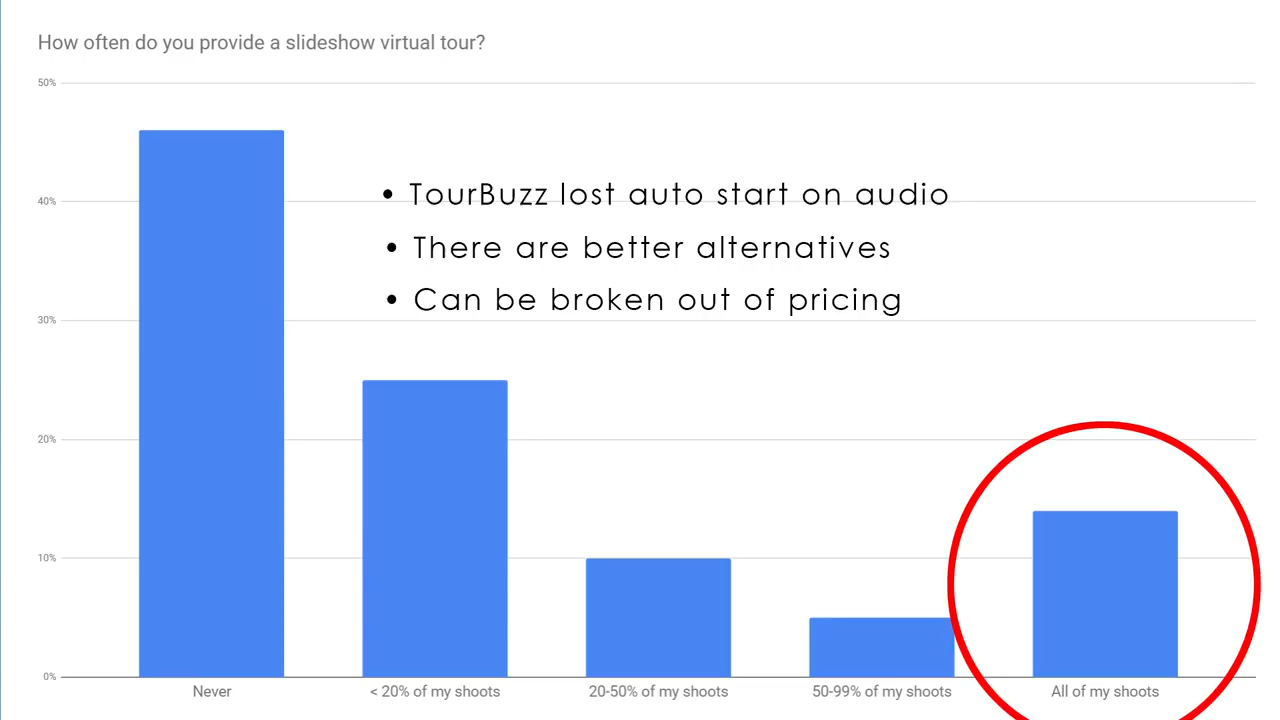 How often do you provide a slideshow virtual tour?
50%
• TourBuzz lost auto start on audio
40%
• There are better alternatives
• Can be broken out of pricing
30%
20%
10%
0%
Never
< 20% of my shoots
20-50% of my shoots
50-99% of my shoots
All of my shoots